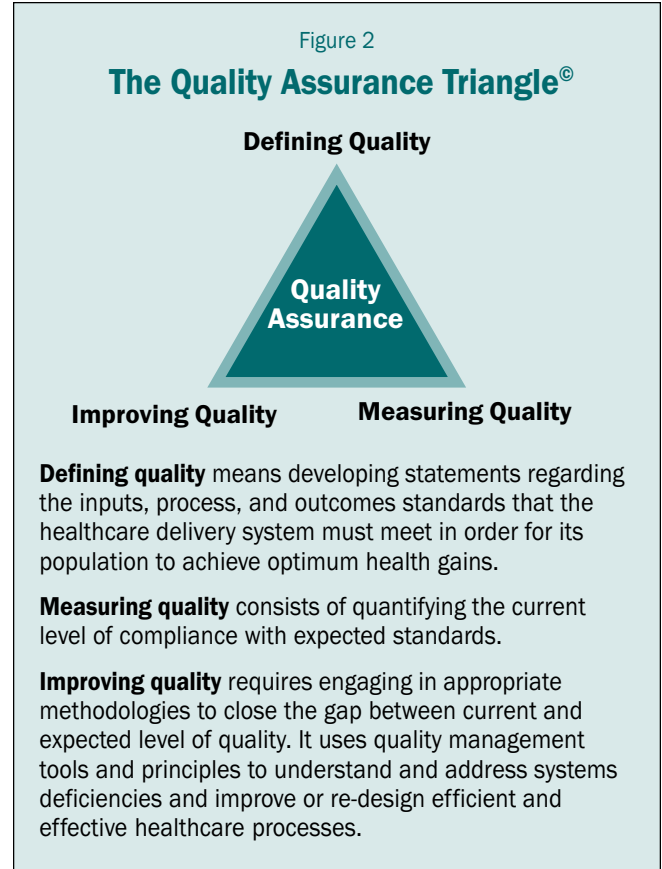 Figure 2
The Quality Assurance Triangle©
Defining Quality
Quality
Assurance
Improving Quality
Measuring Quality
Defining quality means developing statements regarding
the inputs, process, and outcomes standards that the
healthcare delivery system must meet in order for its
population to achieve optimum health gains.
Measuring quality consists of quantifying the current
level of compliance with expected standards.
Improving quality requires engaging in appropriate
methodologies to close the gap between current and
expected level of quality. It uses quality management
tools and principles to understand and address systems
deficiencies and improve or re-design efficient and
effective healthcare processes.